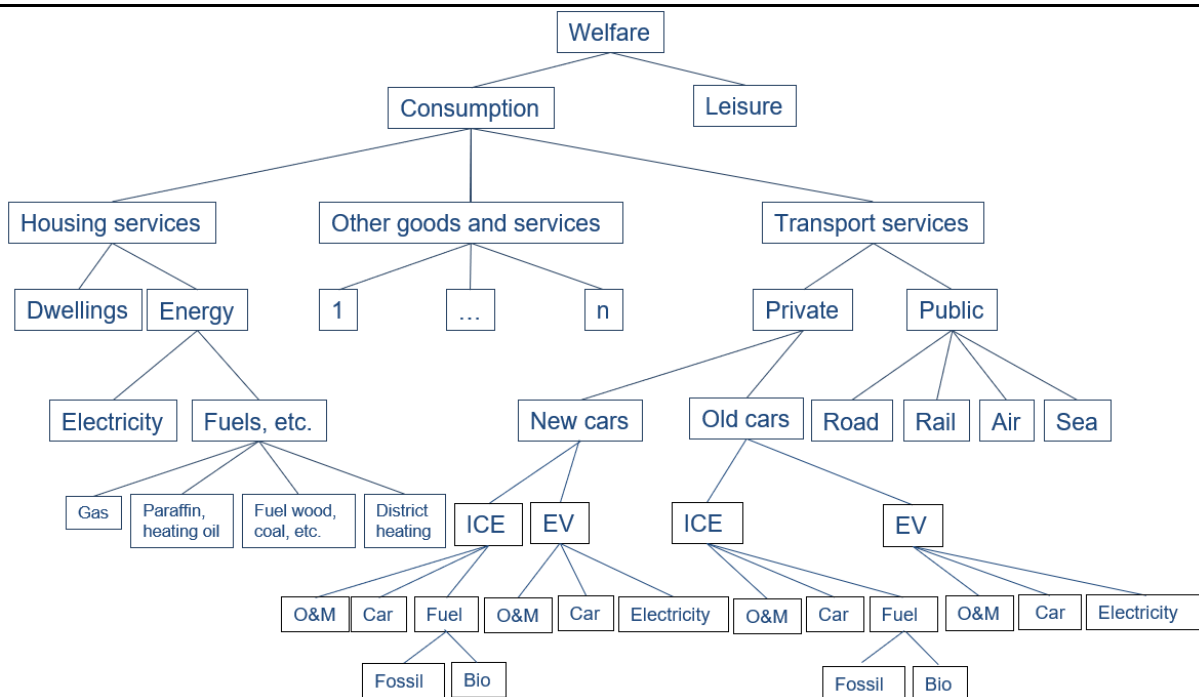 Welfare
Consumption
Leisure
Housing services
Other goods and services
Transport services
Dwellings
Energy
1
...
n
Private
Public
Electricity
Fuels, etc.
New cars
Old cars
Road
Rail
Air
Sea
Gas
Paraffin,
heating oil
Fuel wood,
coal, etc.
District
heating
ICE
EV
ICE
EV
O&M
Car
Fuel
O&M
Car
Electricity
O&M
Car
Fuel
O&M
Car
Electricity
Fossil
Bio
Fossil
Bio